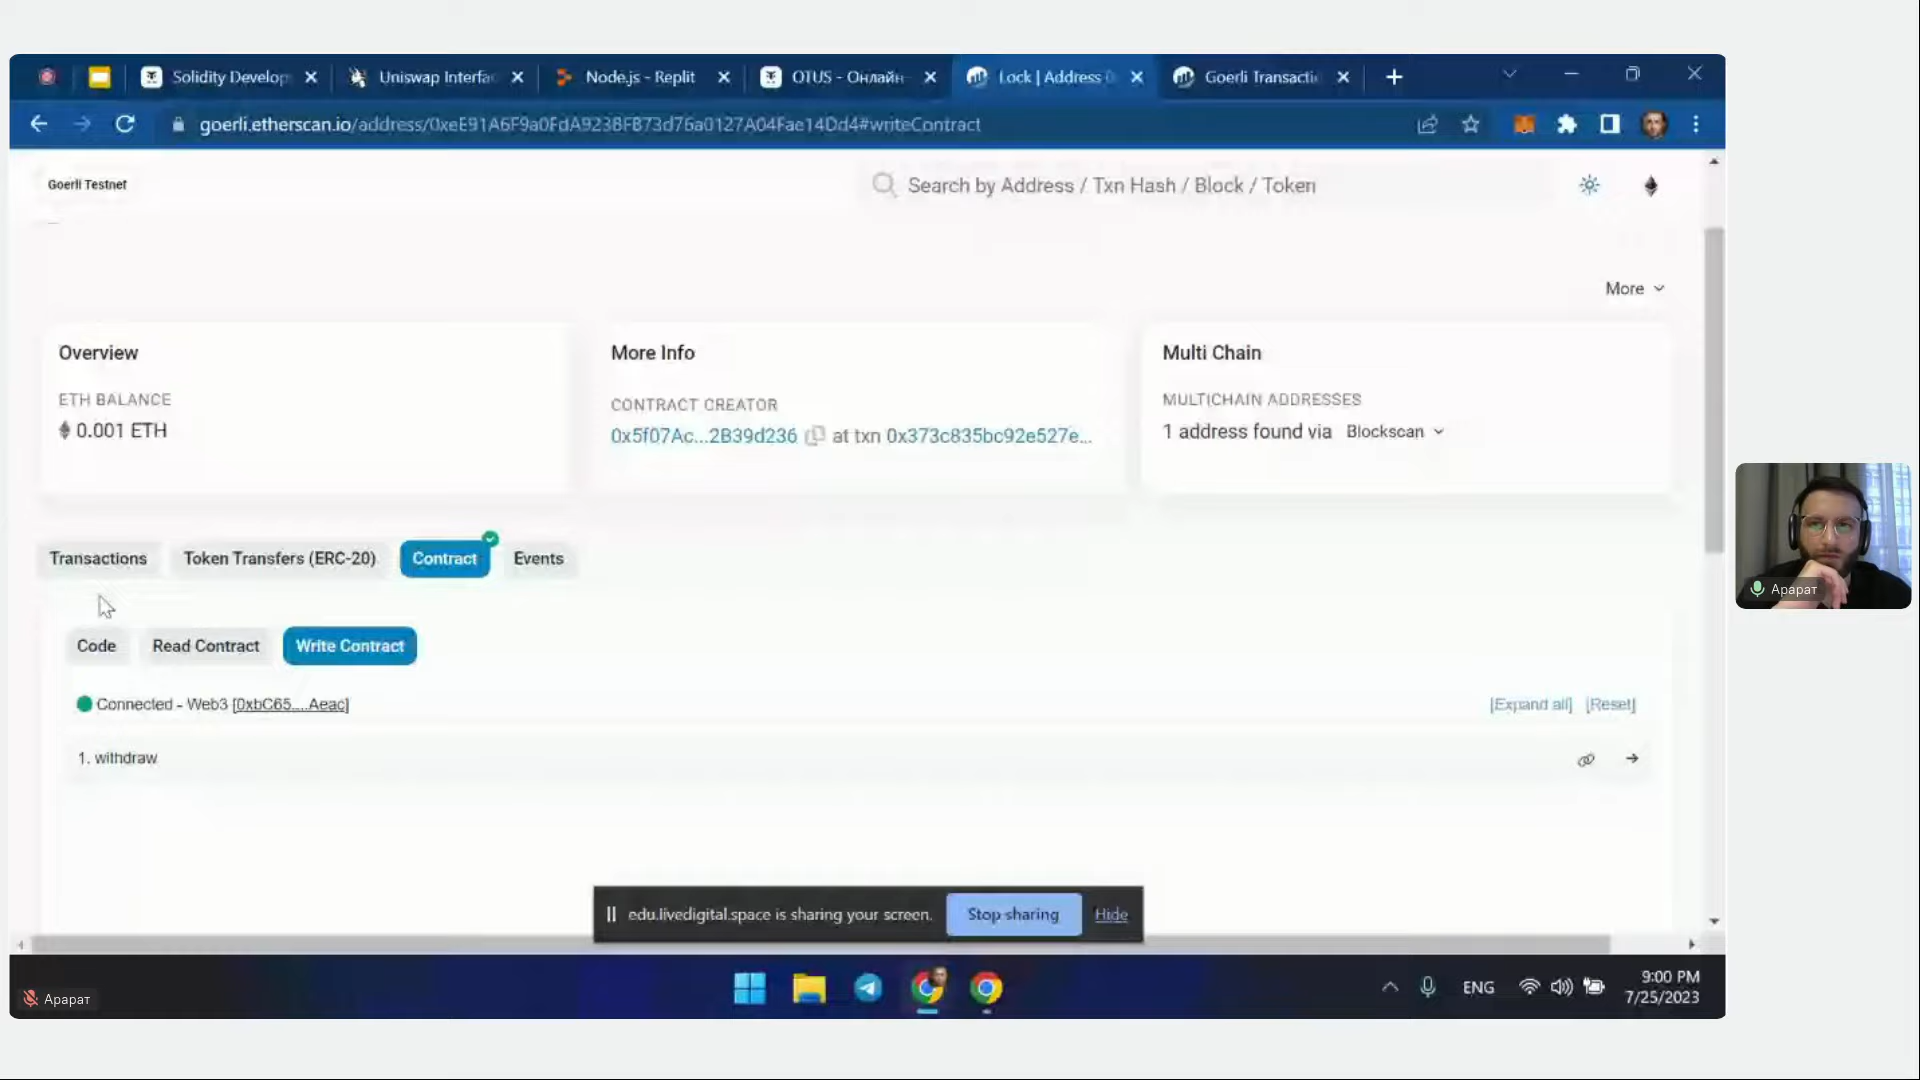 Solidity Develop
Uniswap Interfa
Node.js - Replit
OTUS - Онлайн
Lock | Address 0
Goerli Transacti
goerli.etherscan.io/address/0xeE91A6F9a0FdA9238FB73d76a0127A04Fae14Dd4#writeContract
Goerli Testnet
Search by Address / Txn Hash / Block / Token
More
Overview
ETH BALANCE
0.001 ETH
More Info
CONTRACT CREATOR
0x5f07Ac...2B39d236 at txn 0x373c835bc92e527e...
Multi Chain
MULTICHAIN ADDRESSES
1 address found via Blockscan
Transactions
Token Transfers (ERC-20)
Contract
Events
Code
Read Contract
Write Contract
Connected - Web3 [0xbC65....Aeac]
[Expand all] [Reset]
1. withdraw
edu.livedigital.space is sharing your screen.
Stop sharing
Hide
Арарат
ENG
9:00 PM
7/25/2023
Арарат